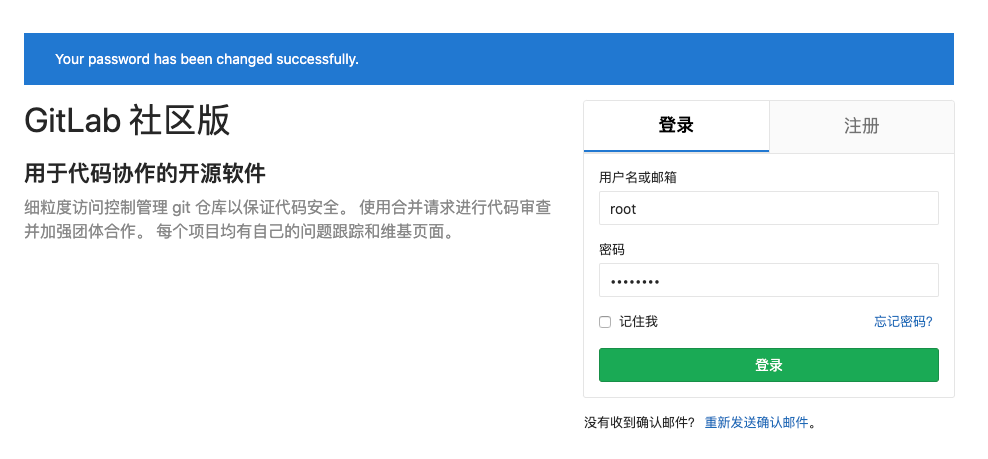 Your password has been changed successfully.
GitLab 社区版
用于代码协作的开源软件
细粒度访问控制管理 git 仓库以保证代码安全。 使用合并请求进行代码审查
并加强团体合作。 每个项目均有自己的问题跟踪和维基页面。
登录 注册
用户名或邮箱
root
密码
••••••••
记住我 忘记密码?
登录
没有收到确认邮件? 重新发送确认邮件。